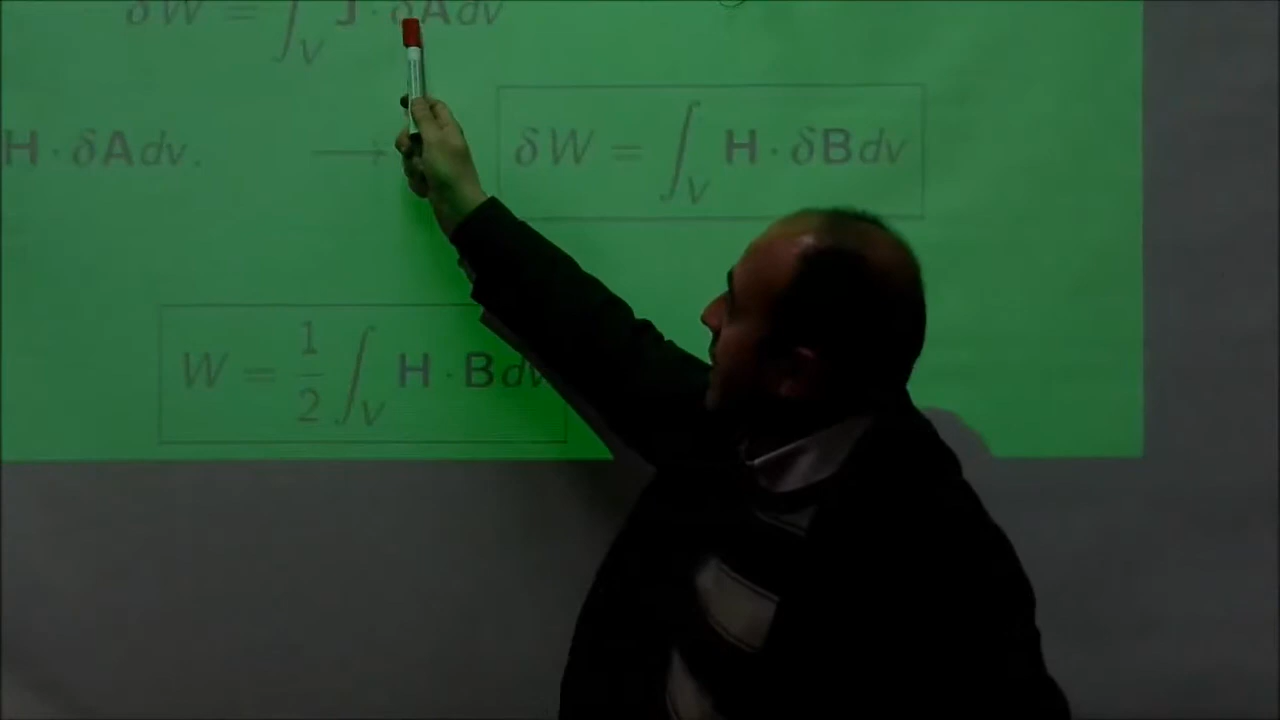 δW = ∫_V J · δA dv
H · δA dv. → δW = ∫_V H · δB dv
W = 1/2 ∫_V H · B dv